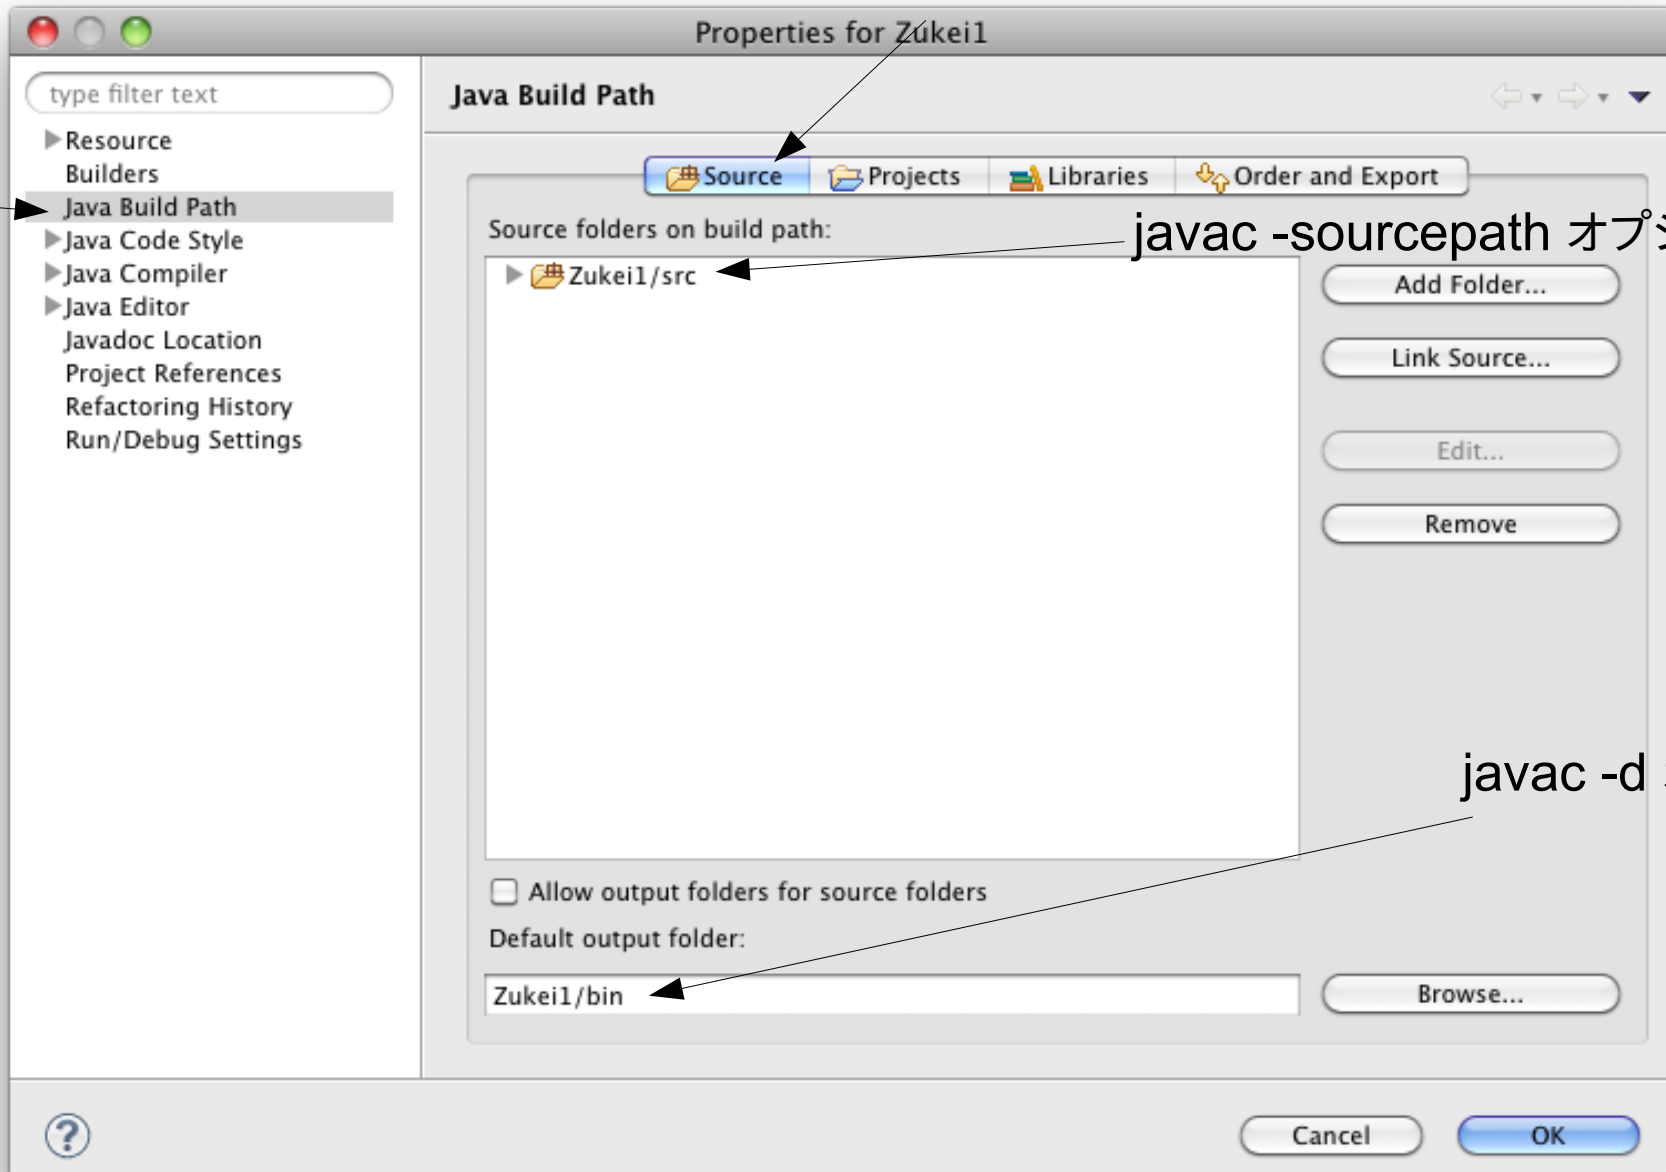 Properties for Zukei1
type filter text
Resource
Builders
Java Build Path
Java Code Style
Java Compiler
Java Editor
Javadoc Location
Project References
Refactoring History
Run/Debug Settings
Java Build Path
Source
Projects
Libraries
Order and Export
Source folders on build path:
javac -sourcepath オプシ
Zukei1/src
Add Folder...
Link Source...
Edit...
Remove
javac -d
Allow output folders for source folders
Default output folder:
Zukei1/bin
Browse...
?
Cancel
OK